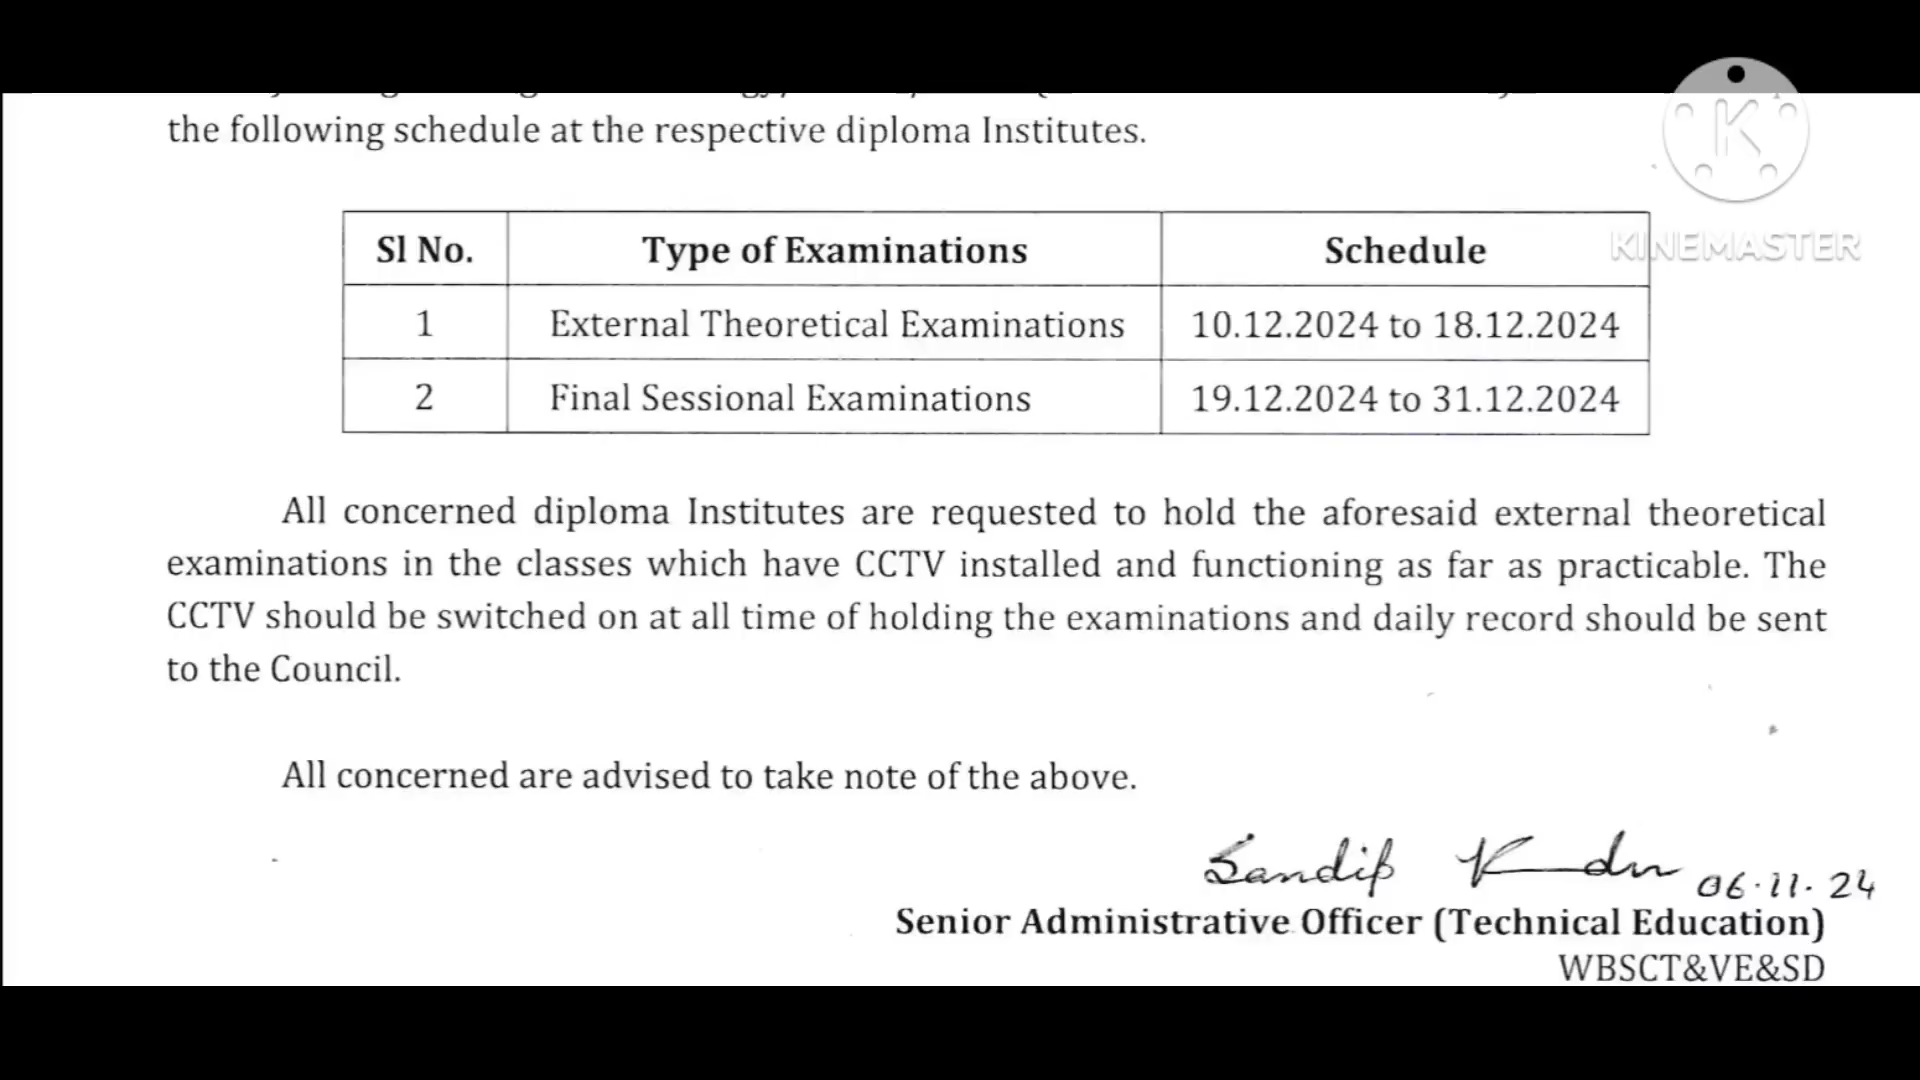 the following schedule at the respective diploma Institutes.
KINEMASTER
Sl No. Type of Examinations Schedule
1 External Theoretical Examinations 10.12.2024 to 18.12.2024
2 Final Sessional Examinations 19.12.2024 to 31.12.2024
All concerned diploma Institutes are requested to hold the aforesaid external theoretical
examinations in the classes which have CCTV installed and functioning as far as practicable. The
CCTV should be switched on at all time of holding the examinations and daily record should be sent
to the Council.
All concerned are advised to take note of the above.
Sandip 06.11.24
Senior Administrative Officer (Technical Education)
WBSCT&VE&SD